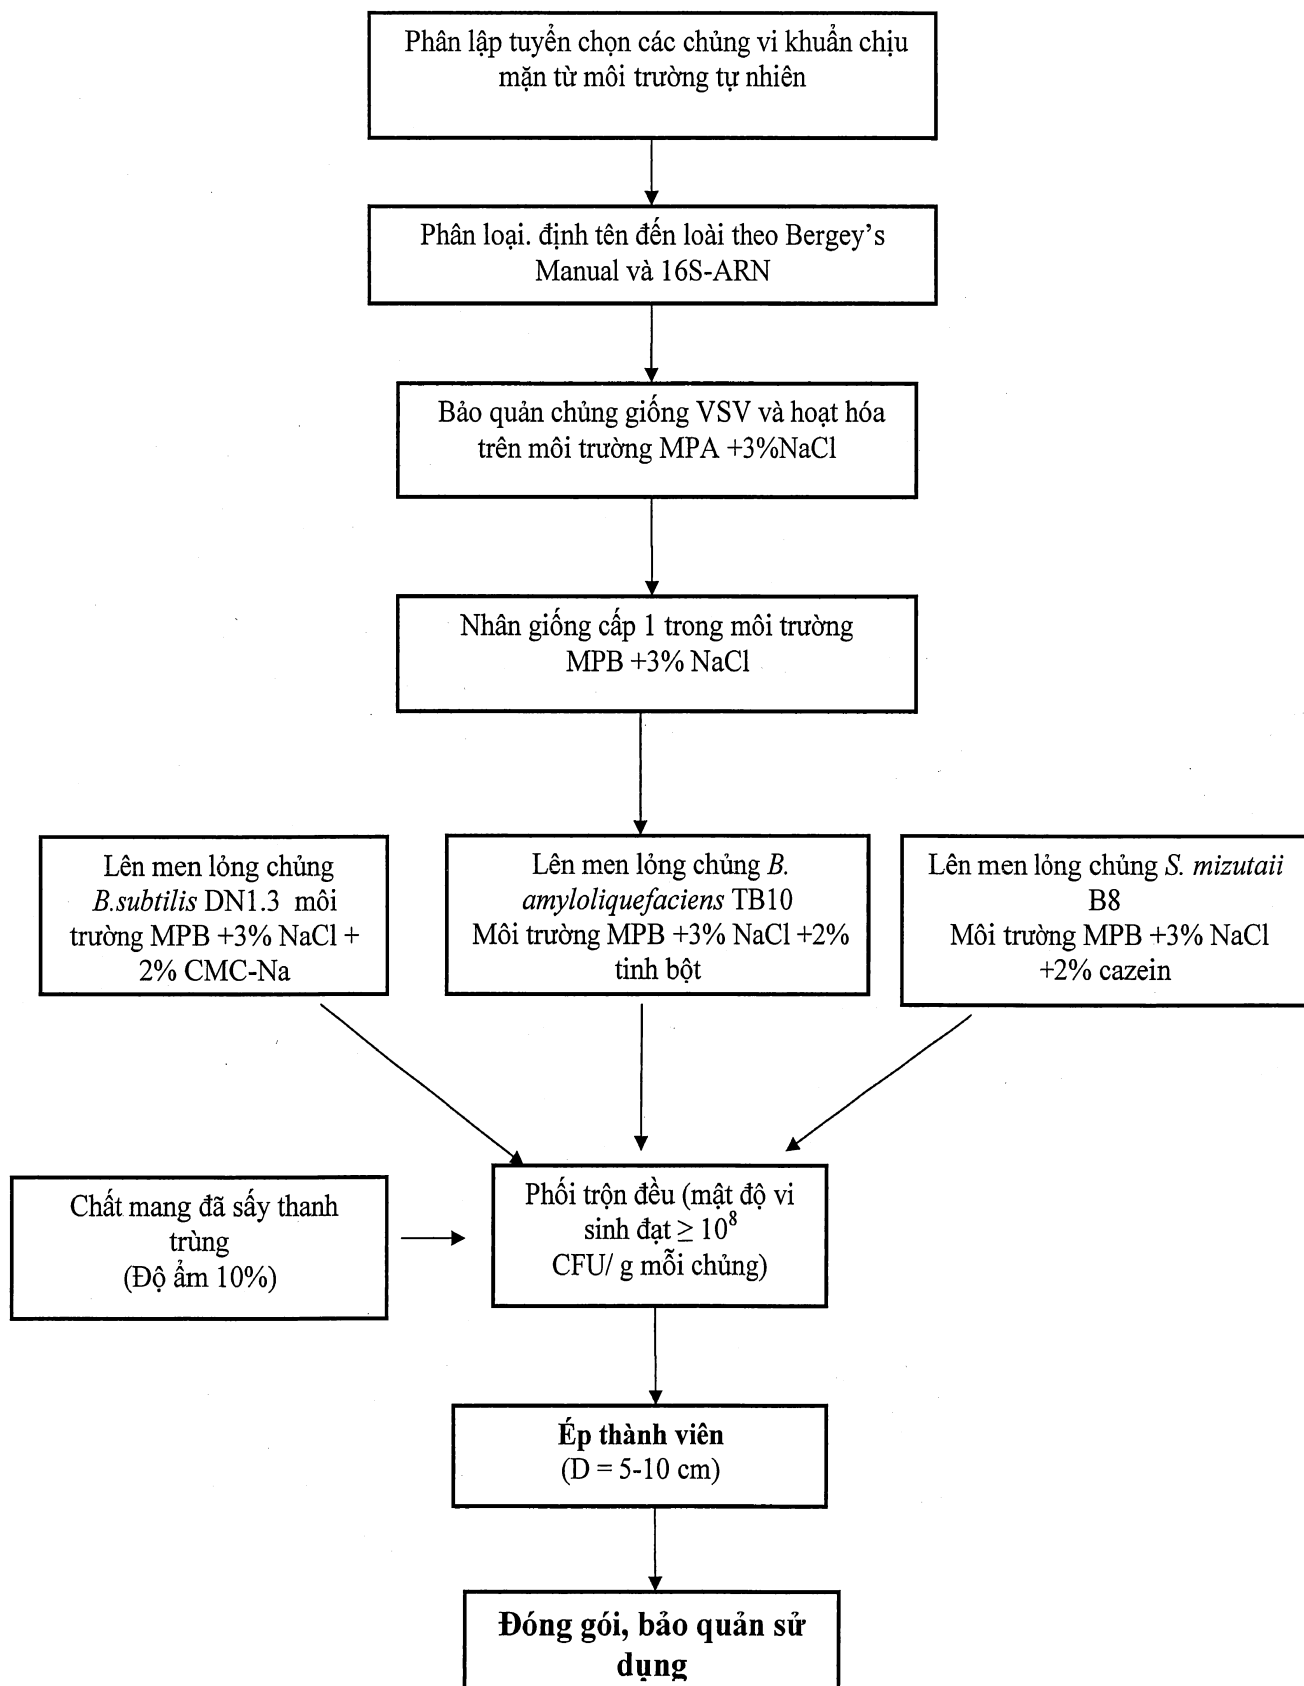 Phân lập tuyển chọn các chủng vi khuẩn chịu
mặn từ môi trường tự nhiên
Phân loại. định tên đến loài theo Bergey's
Manual và 16S-ARN
Bảo quản chủng giống VSV và hoạt hóa
trên môi trường MPA +3%NaCl
Nhân giống cấp 1 trong môi trường
MPB +3% NaCl
Lên men lỏng chủng
B.subtilis DN1.3 môi
trường MPB +3% NaCl +
2% CMC-Na
Lên men lỏng chủng B.
amyloliquefaciens TB10
Môi trường MPB +3% NaCl +2%
tinh bột
Lên men lỏng chủng S. mizutaii
B8
Môi trường MPB +3% NaCl
+2% cazein
Chất mang đã sấy thanh
trùng
(Độ ẩm 10%)
Phối trộn đều (mật độ vi
sinh đạt ≥ 10⁸
CFU/ g mỗi chủng)
Ép thành viên
(D = 5-10 cm)
Đóng gói, bảo quản sử
dụng